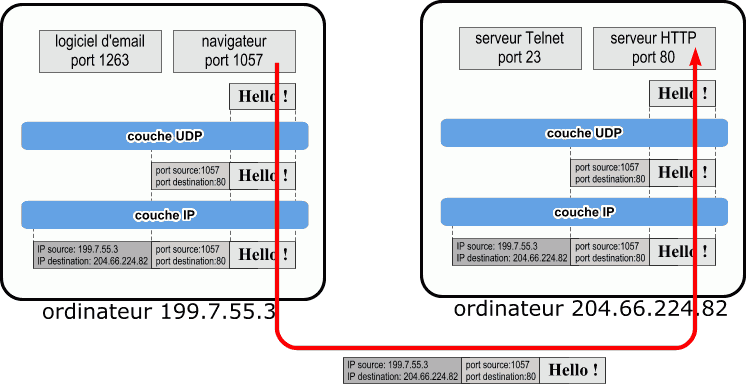 logiciel d'email
port 1263
navigateur
port 1057
Hello !
couche UDP
port source:1057
port destination:80
Hello !
couche IP
IP source: 199.7.55.3
IP destination: 204.66.224.82
port source:1057
port destination:80
Hello !
ordinateur 199.7.55.3
serveur Telnet
port 23
serveur HTTP
port 80
Hello !
couche UDP
port source:1057
port destination:80
Hello !
couche IP
IP source: 199.7.55.3
IP destination: 204.66.224.82
port source:1057
port destination:80
Hello !
ordinateur 204.66.224.82
IP source: 199.7.55.3
IP destination: 204.66.224.82
port source:1057
port destination:80
Hello !